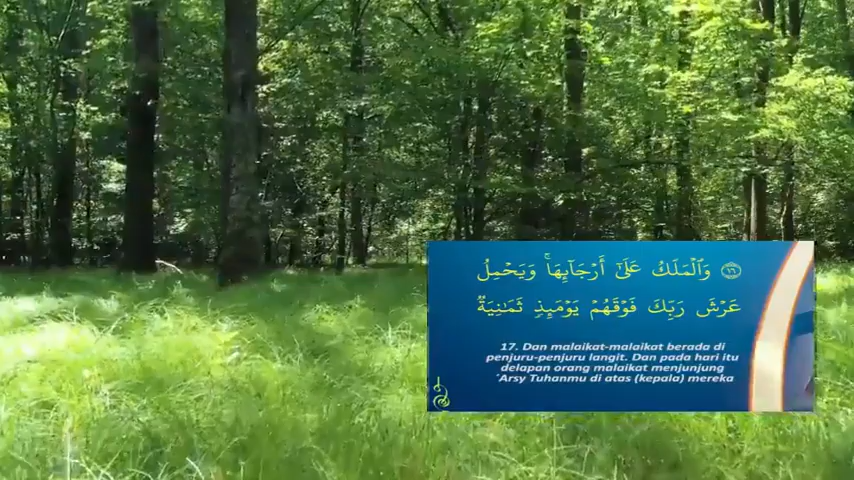 ١٦ وَٱلْمَلَكُ عَلَىٰٓ أَرْجَآئِهَا ۚ وَيَحْمِلُ
عَرْشَ رَبِّكَ فَوْقَهُمْ يَوْمَئِذٍ ثَمَـٰنِيَةٌ
17. Dan malaikat-malaikat berada di
penjuru-penjuru langit. Dan pada hari itu
delapan orang malaikat menjunjung
'Arsy Tuhanmu di atas (kepala) mereka